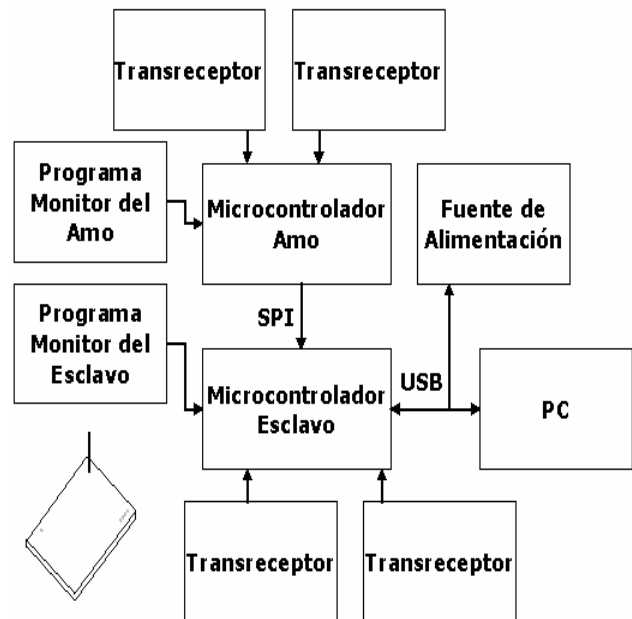 Transreceptor
Transreceptor
Programa
Monitor del
Amo
Microcontrolador
Amo
Fuente de
Alimentación
SPI
Programa
Monitor del
Esclavo
Microcontrolador
Esclavo
USB
PC
Transreceptor
Transreceptor